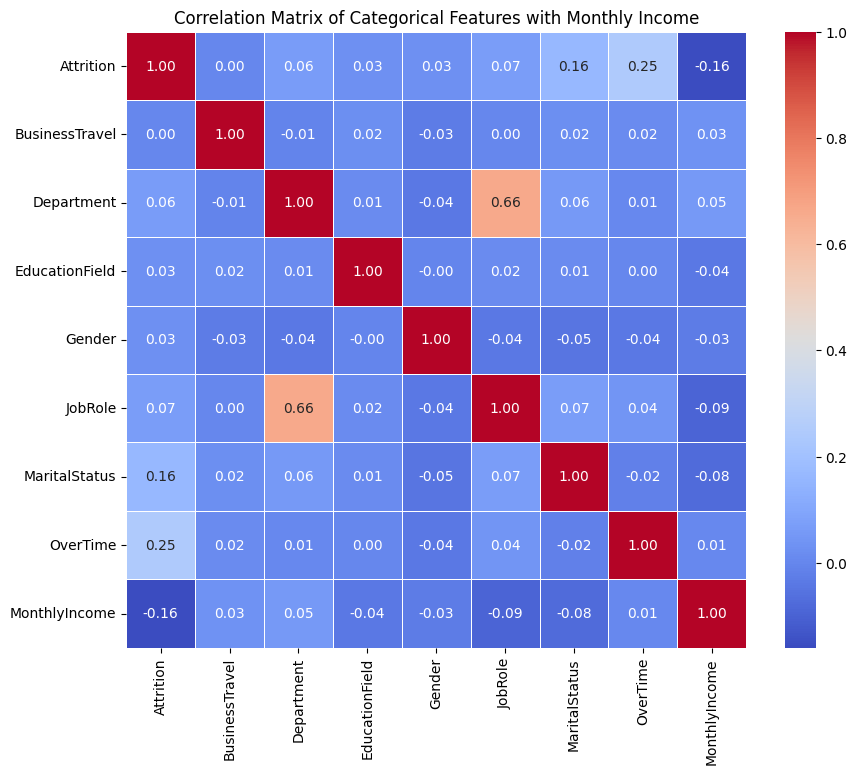 Correlation Matrix of Categorical Features with Monthly Income
Attrition 1.00 0.00 0.06 0.03 0.03 0.07 0.16 0.25 -0.16
BusinessTravel 0.00 1.00 -0.01 0.02 -0.03 0.00 0.02 0.02 0.03
Department 0.06 -0.01 1.00 0.01 -0.04 0.66 0.06 0.01 0.05
EducationField 0.03 0.02 0.01 1.00 -0.00 0.02 0.01 0.00 -0.04
Gender 0.03 -0.03 -0.04 -0.00 1.00 -0.04 -0.05 -0.04 -0.03
JobRole 0.07 0.00 0.66 0.02 -0.04 1.00 0.07 0.04 -0.09
MaritalStatus 0.16 0.02 0.06 0.01 -0.05 0.07 1.00 -0.02 -0.08
OverTime 0.25 0.02 0.01 0.00 -0.04 0.04 -0.02 1.00 0.01
MonthlyIncome -0.16 0.03 0.05 -0.04 -0.03 -0.09 -0.08 0.01 1.00
Attrition
BusinessTravel
Department
EducationField
Gender
JobRole
MaritalStatus
OverTime
MonthlyIncome
1.0
0.8
0.6
0.4
0.2
0.0